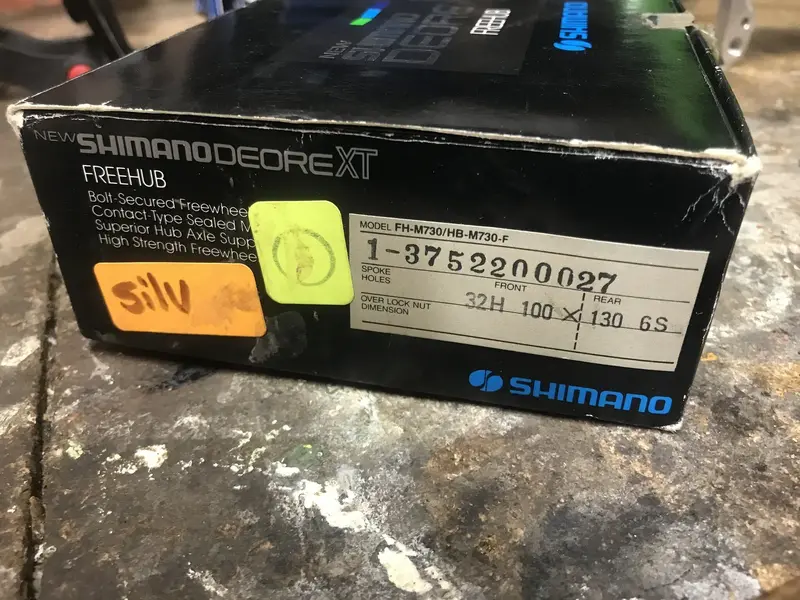 NEW
SHIMANO
DEORE
FREEHUB
SHIMANO
NEW SHIMANO DEORE XT
FREEHUB
Bolt-Secured Freewhee
Contact-Type Sealed M
Superior Hub Axle Supp
High Strength Freewhee
silv
MODEL FH-M730/HB-M730-F
1-3752200027
SPOKE HOLES
FRONT
REAR
OVER LOCK NUT DIMENSION
32H 100 × 130 6S
SHIMANO